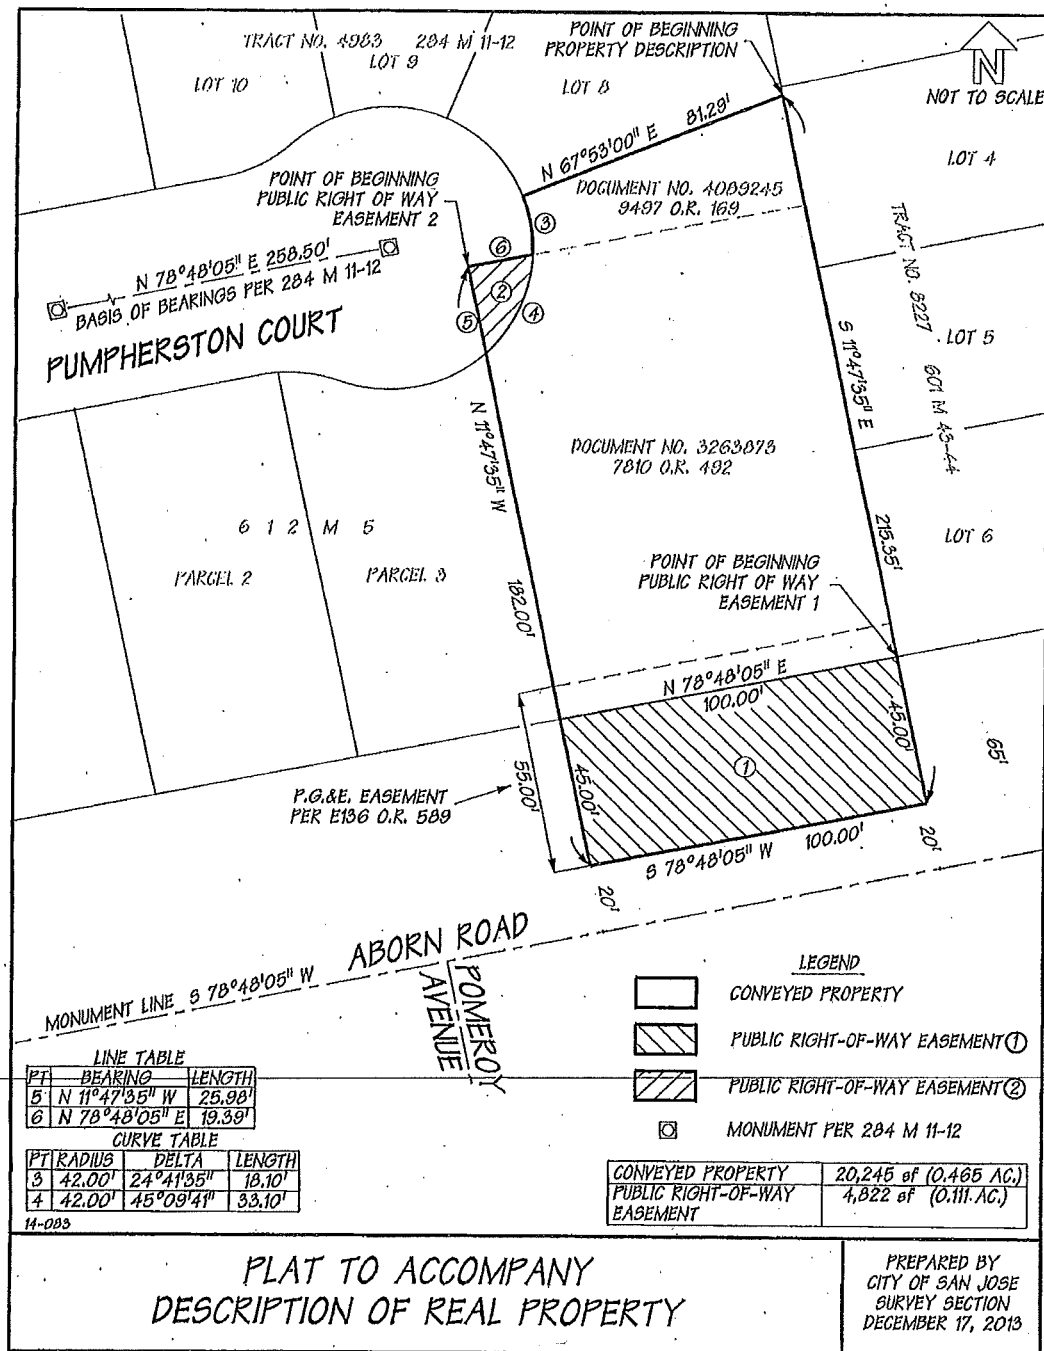 POINT OF BEGINNING
PROPERTY DESCRIPTION
TRACT NO. 4983 284 M 11-12
LOT 9
LOT 10
LOT 8
N
NOT TO SCALE
LOT 4
N 67°53'00" E 81.29'
DOCUMENT NO. 4089245
9497 O.R. 169
POINT OF BEGINNING
PUBLIC RIGHT OF WAY
EASEMENT 2
3
6
2
5
4
N 78°48'05" E 258.50'
BASIS OF BEARINGS PER 284 M 11-12
PUMPHERSTON COURT
TRACT NO. 8227 601 M 43-44
LOT 5
S 11°47'35" E
215.35'
N 11°47'35" W
182.00'
DOCUMENT NO. 3263873
7810 O.R. 492
6 1 2 M 5
PARCEL 2
PARCEL 3
LOT 6
POINT OF BEGINNING
PUBLIC RIGHT OF WAY
EASEMENT 1
N 78°48'05" E
100.00'
45.00'
1
45.00'
55.00'
65'
P.G.&E. EASEMENT
PER E136 O.R. 589
S 78°48'05" W 100.00'
20'
20'
ABORN ROAD
MONUMENT LINE S 78°48'05" W
POMEROY
AVENUE
LEGEND
CONVEYED PROPERTY
PUBLIC RIGHT-OF-WAY EASEMENT 1
PUBLIC RIGHT-OF-WAY EASEMENT 2
MONUMENT PER 284 M 11-12
LINE TABLE
PT BEARING LENGTH
5 N 11°47'35" W 25.98'
6 N 78°48'05" E 19.39'
CURVE TABLE
PT RADIUS DELTA LENGTH
3 42.00' 24°41'35" 18.10'
4 42.00' 45°09'41" 33.10'
14-083
CONVEYED PROPERTY 20,245 sf (0.465 AC.)
PUBLIC RIGHT-OF-WAY 4,822 sf (0.111 AC.)
EASEMENT
PLAT TO ACCOMPANY
DESCRIPTION OF REAL PROPERTY
PREPARED BY
CITY OF SAN JOSE
SURVEY SECTION
DECEMBER 17, 2013